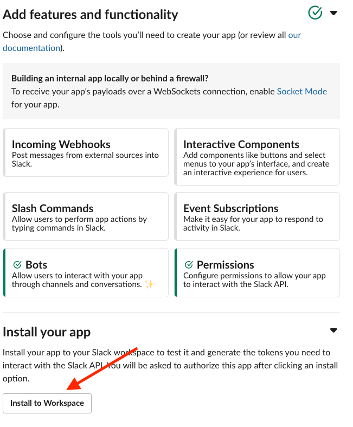 Add features and functionality
Choose and configure the tools you'll need to create your app (or review all our
documentation).
Building an internal app locally or behind a firewall?
To receive your app's payloads over a WebSockets connection, enable Socket Mode
for your app.
Incoming Webhooks
Post messages from external sources into
Slack.
Interactive Components
Add components like buttons and select
menus to your app's interface, and create
an interactive experience for users.
Slash Commands
Allow users to perform app actions by
typing commands in Slack.
Event Subscriptions
Make it easy for your app to respond to
activity in Slack.
Bots
Allow users to interact with your app
through channels and conversations. ✨
Permissions
Configure permissions to allow your app
to interact with the Slack API.
Install your app
Install your app to your Slack workspace to test it and generate the tokens you need to
interact with the Slack API. You will be asked to authorize this app after clicking an install
option.
Install to Workspace